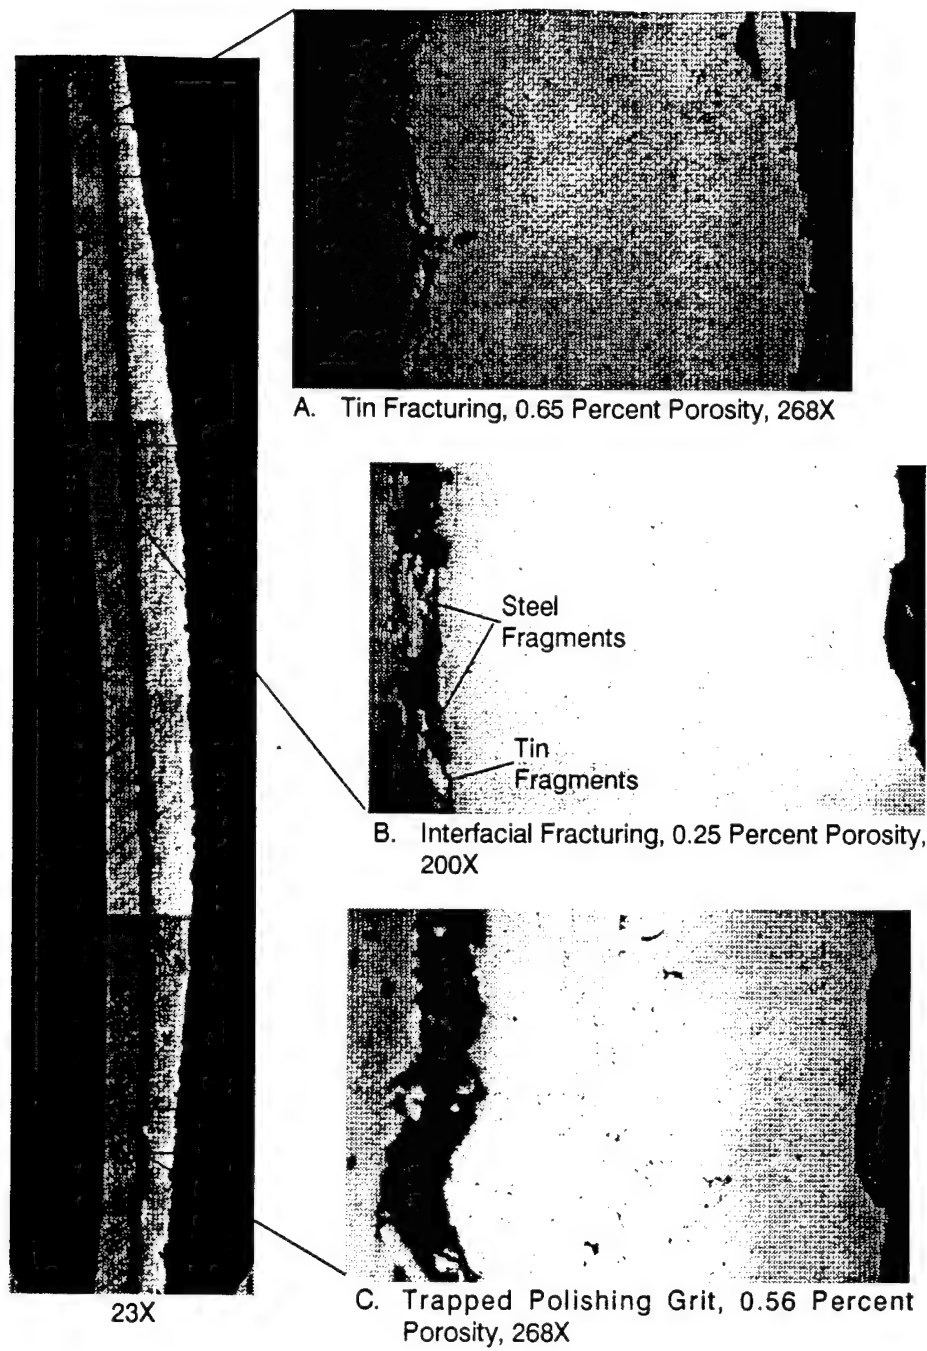 A. Tin Fracturing, 0.65 Percent Porosity, 268X
Steel
Fragments
Tin
Fragments
B. Interfacial Fracturing, 0.25 Percent Porosity,
200X
23X
C. Trapped Polishing Grit, 0.56 Percent
Porosity, 268X